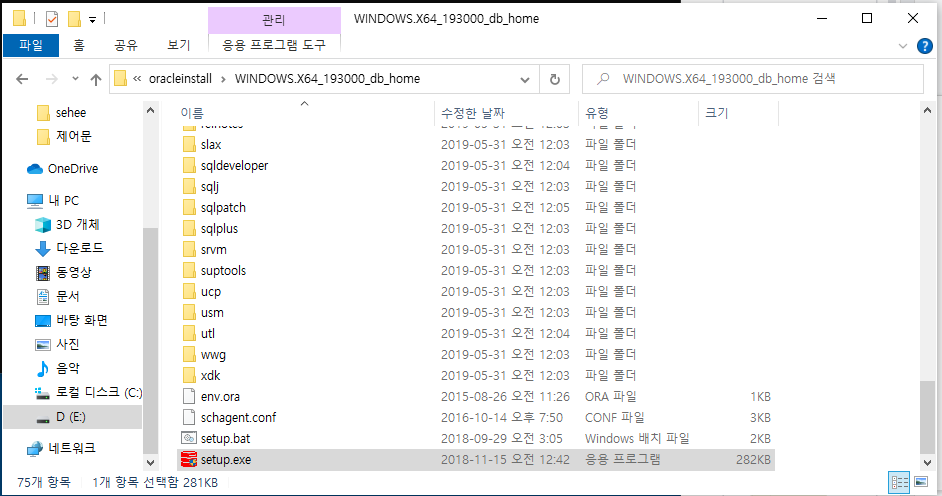 관리
WINDOWS.X64_193000_db_home
파일 홈 공유 보기 응용 프로그램 도구
« oracleinstall › WINDOWS.X64_193000_db_home
WINDOWS.X64_193000_db_home 검색
sehee
제어문
OneDrive
내 PC
3D 개체
다운로드
동영상
문서
바탕 화면
사진
음악
로컬 디스크 (C:)
D (E:)
네트워크
이름 수정한 날짜 유형 크기
slax 2019-05-31 오전 12:03 파일 폴더
sqldeveloper 2019-05-31 오전 12:04 파일 폴더
sqlj 2019-05-31 오전 12:03 파일 폴더
sqlpatch 2019-05-31 오전 12:05 파일 폴더
sqlplus 2019-05-31 오전 12:03 파일 폴더
srvm 2019-05-31 오전 12:03 파일 폴더
suptools 2019-05-31 오전 12:03 파일 폴더
ucp 2019-05-31 오전 12:03 파일 폴더
usm 2019-05-31 오전 12:03 파일 폴더
utl 2019-05-31 오전 12:04 파일 폴더
wwg 2019-05-31 오전 12:03 파일 폴더
xdk 2019-05-31 오전 12:03 파일 폴더
env.ora 2015-08-26 오전 11:26 ORA 파일 1KB
schagent.conf 2016-10-14 오후 7:50 CONF 파일 3KB
setup.bat 2018-09-29 오전 3:05 Windows 배치 파일 2KB
setup.exe 2018-11-15 오전 12:42 응용 프로그램 282KB
75개 항목 1개 항목 선택함 281KB